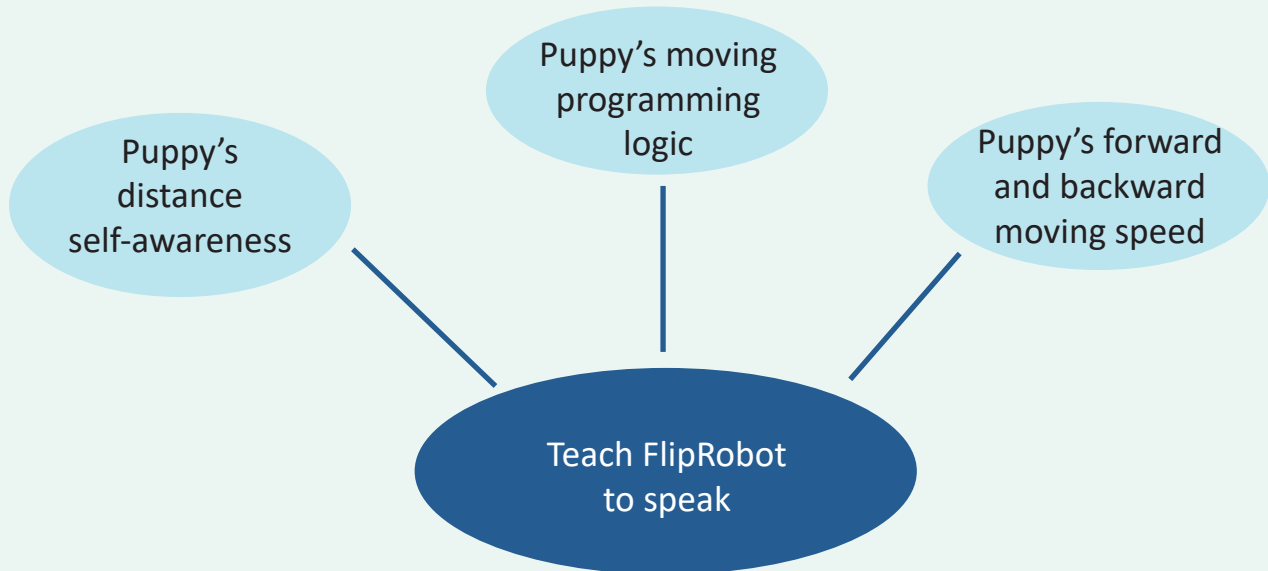 Puppy’s moving
programming
logic
Puppy’s
distance
self-awareness
Puppy’s forward
and backward
moving speed
Teach FlipRobot
to speak